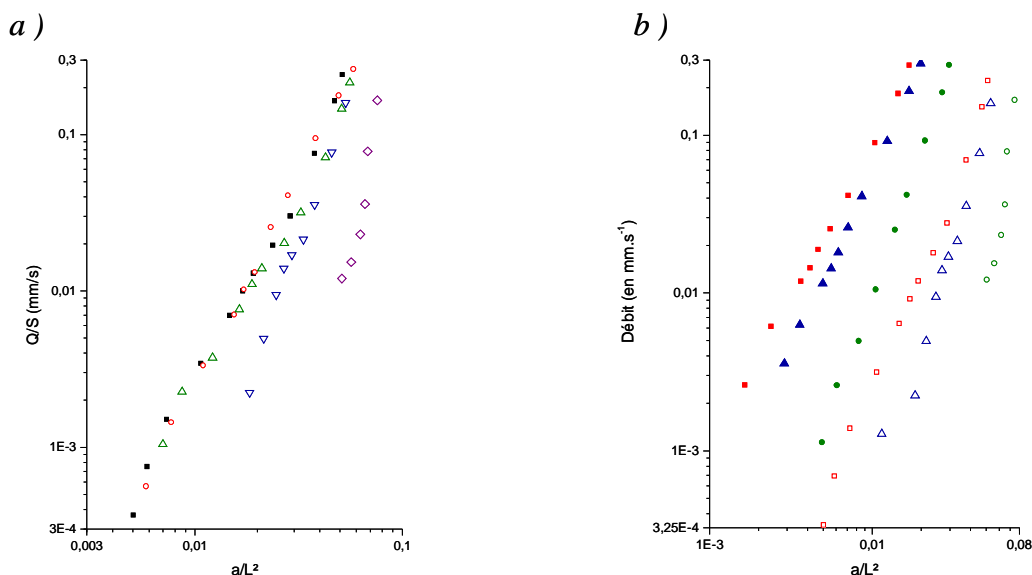 a )
0,3
0,1
0,01
1E-3
3E-4
0,003
0,01
0,1
Q/S (mm/s)
a/L²
b )
0,3
0,1
0,01
1E-3
3,25E-4
1E-3
0,01
0,08
Débit (en mm.s⁻¹)
a/L²